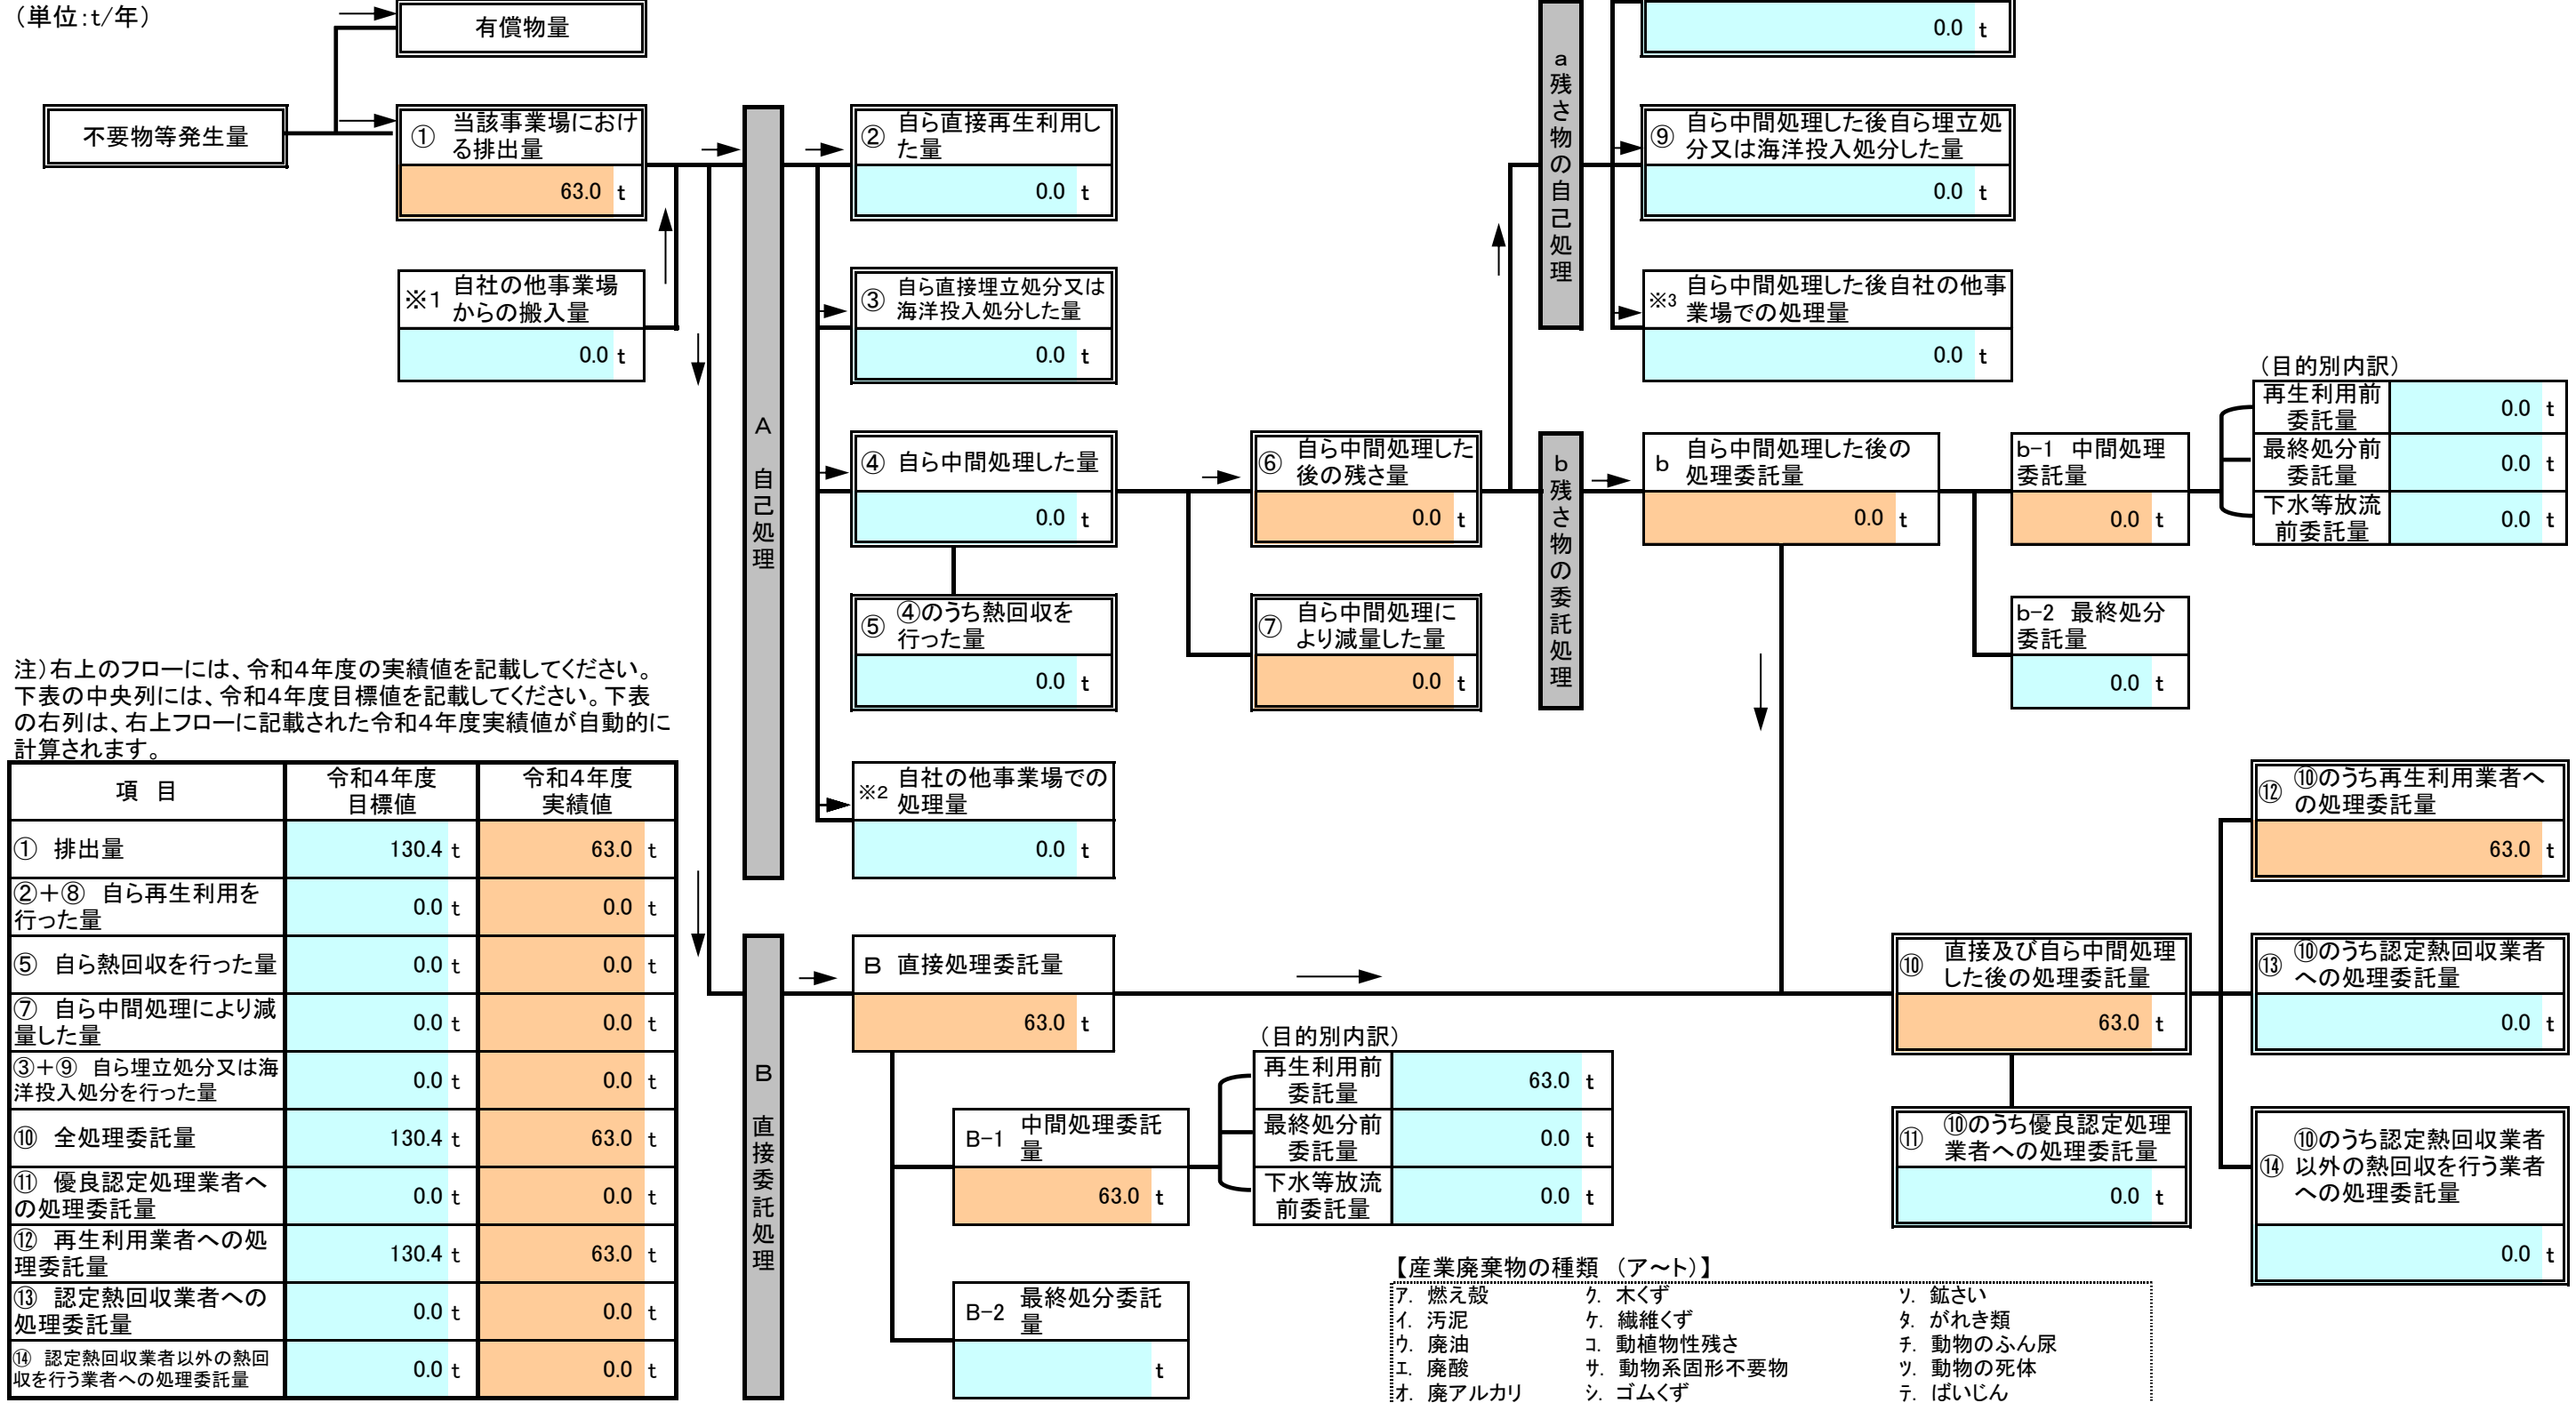 （単位：t/年）
有償物量
不要物等発生量
① 当該事業場におけ
る排出量
63.0 t
※1 自社の他事業場
からの搬入量
0.0 t
A 自己処理
② 自ら直接再生利用し
た量
0.0 t
③ 自ら直接埋立処分又は
海洋投入処分した量
0.0 t
④ 自ら中間処理した量
0.0 t
⑤ ④のうち熱回収を
行った量
0.0 t
※2 自社の他事業場での
処理量
0.0 t
⑥ 自ら中間処理した
後の残さ量
0.0 t
⑦ 自ら中間処理に
より減量した量
0.0 t
a 残さ物の自己処理
0.0 t
⑨ 自ら中間処理した後自ら埋立処
分又は海洋投入処分した量
0.0 t
※3 自ら中間処理した後自社の他事
業場での処理量
0.0 t
b 残さ物の委託処理
b 自ら中間処理した後の
処理委託量
0.0 t
b-1 中間処理
委託量
0.0 t
b-2 最終処分
委託量
0.0 t
（目的別内訳）
再生利用前
委託量
0.0 t
最終処分前
委託量
0.0 t
下水等放流
前委託量
0.0 t
注）右上のフローには、令和４年度の実績値を記載してください。
下表の中央列には、令和４年度目標値を記載してください。下表
の右列は、右上フローに記載された令和４年度実績値が自動的に
計算されます。
項 目
令和４年度
目標値
令和４年度
実績値
① 排出量
130.4 t
63.0 t
②＋⑧ 自ら再生利用を
行った量
0.0 t
0.0 t
⑤ 自ら熱回収を行った量
0.0 t
0.0 t
⑦ 自ら中間処理により減
量した量
0.0 t
0.0 t
③＋⑨ 自ら埋立処分又は海
洋投入処分を行った量
0.0 t
0.0 t
⑩ 全処理委託量
130.4 t
63.0 t
⑪ 優良認定処理業者へ
の処理委託量
0.0 t
0.0 t
⑫ 再生利用業者への処
理委託量
130.4 t
63.0 t
⑬ 認定熱回収業者への
処理委託量
0.0 t
0.0 t
⑭ 認定熱回収業者以外の熱回
収を行う業者への処理委託量
0.0 t
0.0 t
B 直接委託処理
B 直接処理委託量
63.0 t
B-1 中間処理委託
量
63.0 t
B-2 最終処分委託
量
t
（目的別内訳）
再生利用前
委託量
63.0 t
最終処分前
委託量
0.0 t
下水等放流
前委託量
0.0 t
⑩ 直接及び自ら中間処理
した後の処理委託量
63.0 t
⑪ ⑩のうち優良認定処理
業者への処理委託量
0.0 t
⑫ ⑩のうち再生利用業者へ
の処理委託量
63.0 t
⑬ ⑩のうち認定熱回収業者
への処理委託量
0.0 t
⑭ ⑩のうち認定熱回収業者
以外の熱回収を行う業者
への処理委託量
0.0 t
【産業廃棄物の種類 （ア～ト）】
ｱ. 燃え殻 ｸ. 木くず ｿ. 鉱さい
ｲ. 汚泥 ｹ. 繊維くず ﾀ. がれき類
ｳ. 廃油 ｺ. 動植物性残さ ﾁ. 動物のふん尿
ｴ. 廃酸 ｻ. 動物系固形不要物 ﾂ. 動物の死体
ｵ. 廃アルカリ ｼ. ゴムくず ﾃ. ばいじん